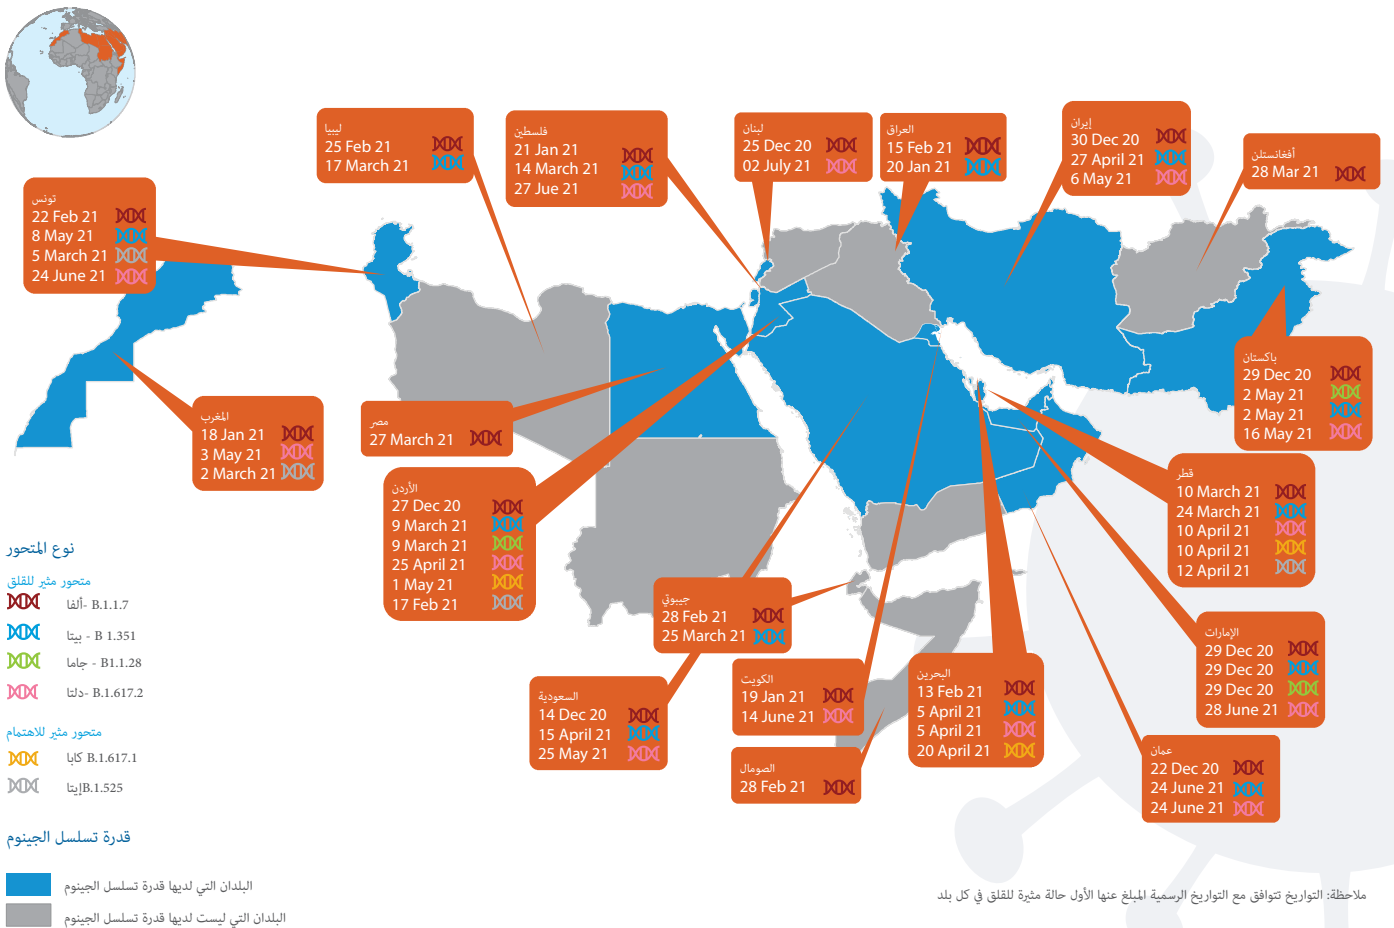 ليبيا
25 Feb 21
17 March 21
فلسطين
21 Jan 21
14 March 21
27 Jue 21
لبنان
25 Dec 20
02 July 21
العراق
15 Feb 21
20 Jan 21
إيران
30 Dec 20
27 April 21
6 May 21
أفغانستان
28 Mar 21
تونس
22 Feb 21
8 May 21
5 March 21
24 June 21
المغرب
18 Jan 21
3 May 21
2 March 21
مصر
27 March 21
باكستان
29 Dec 20
2 May 21
2 May 21
16 May 21
الأردن
27 Dec 20
9 March 21
9 March 21
25 April 21
1 May 21
17 Feb 21
قطر
10 March 21
24 March 21
10 April 21
10 April 21
12 April 21
جيبوتي
28 Feb 21
25 March 21
الإمارات
29 Dec 20
29 Dec 20
29 Dec 20
28 June 21
السعودية
14 Dec 20
15 April 21
25 May 21
الكويت
19 Jan 21
14 June 21
البحرين
13 Feb 21
5 April 21
5 April 21
20 April 21
الصومال
28 Feb 21
عمان
22 Dec 20
24 June 21
24 June 21
نوع المتحور
متحور مثير للقلق
B.1.1.7 -ألفا
B 1.351 - بيتا
B1.1.28 - جاما
B.1.617.2 -دلتا
متحور مثير للاهتمام
B.1.617.1 كابا
B.1.525إيتا
قدرة تسلسل الجينوم
البلدان التي لديها قدرة تسلسل الجينوم
البلدان التي ليست لديها قدرة تسلسل الجينوم
ملاحظة: التواريخ تتوافق مع التواريخ الرسمية المبلغ عنها الأول حالة مثيرة للقلق في كل بلد